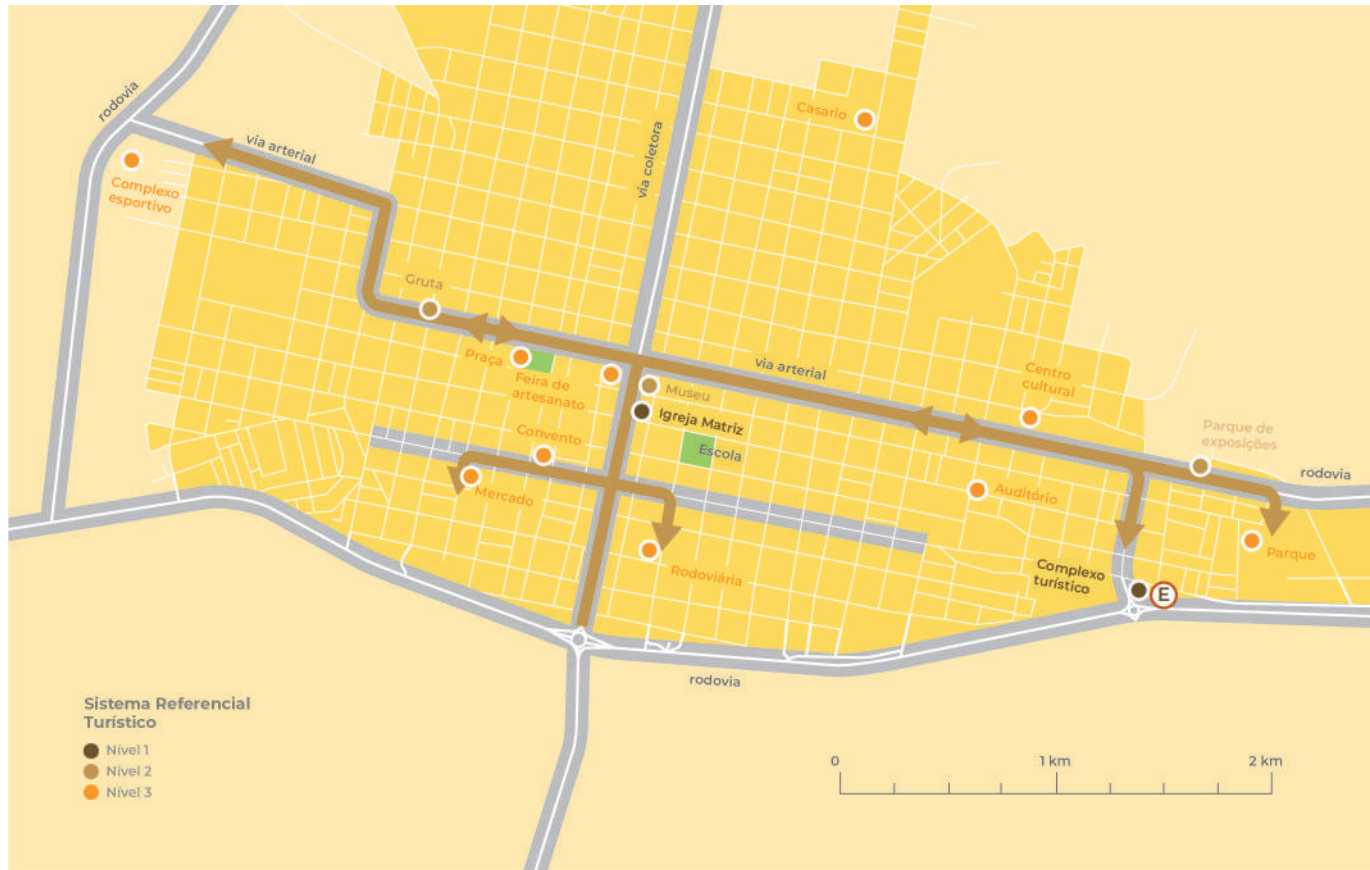 rodovia
via arterial
Complexo
esportivo
via coletora
Casario
Gruta
Praça
Feira de
artesanato
Museu
Igreja Matriz
Convento
Escola
Mercado
Rodoviária
via arterial
Centro
cultural
Parque de
exposições
rodovia
Auditório
Parque
Complexo
turístico
E
rodovia
Sistema Referencial
Turístico
Nível 1
Nível 2
Nível 3
0
1 km
2 km